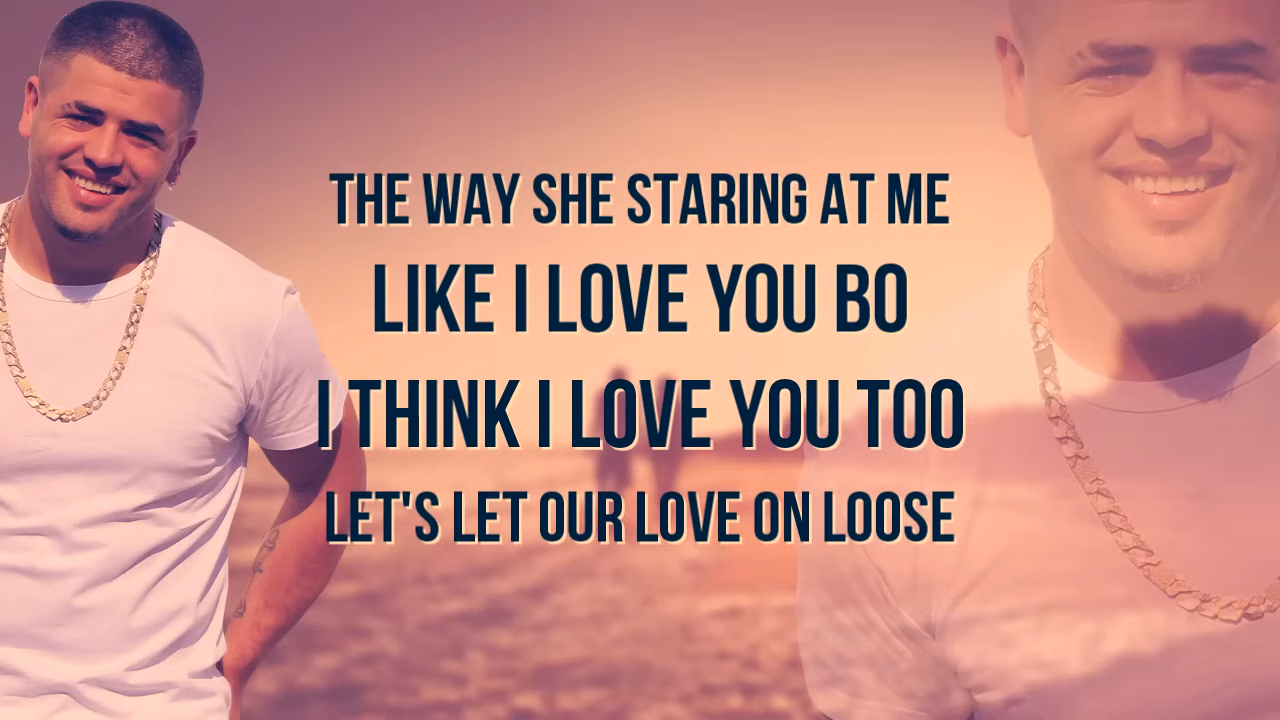 THE WAY SHE STARING AT ME
LIKE I LOVE YOU BO
I THINK I LOVE YOU TOO
LET'S LET OUR LOVE ON LOOSE